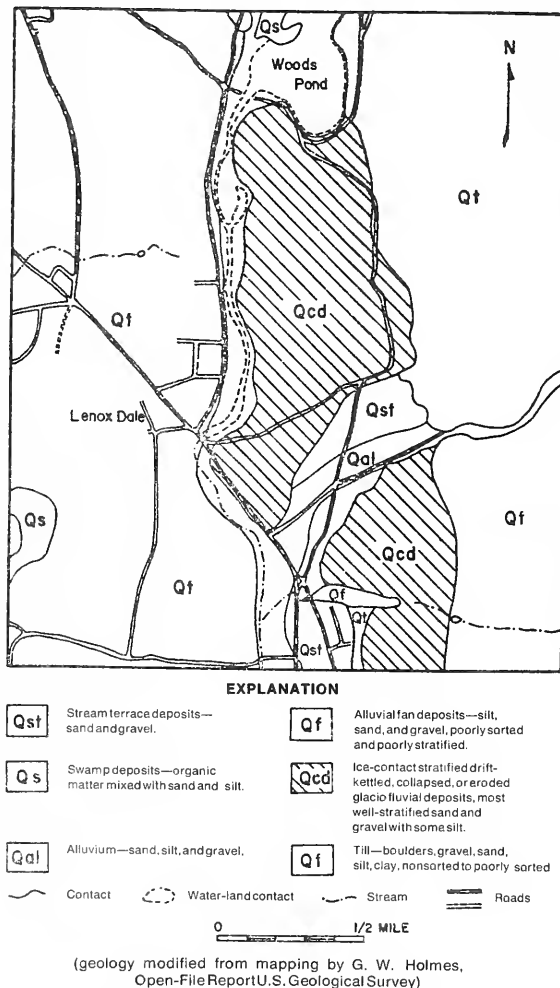 Qs
Woods
Pond
N
Qt
Qcd
Qf
Qst
Lenox Dale
Qal
Qs
Qf
Qcd
Qf
Qf
Qt
Qst
EXPLANATION
Qst
Stream terrace deposits—
sand and gravel.
Qs
Swamp deposits—organic
matter mixed with sand and silt.
Qal
Alluvium—sand, silt, and gravel.
Qf
Alluvial fan deposits—silt,
sand, and gravel, poorly sorted
and poorly stratified.
Qcd
Ice-contact stratified drift-
kettled, collapsed, or eroded
glacio fluvial deposits, most
well-stratified sand and
gravel with some silt.
Qf
Till—boulders, gravel, sand,
silt, clay, nonsorted to poorly sorted
Contact
Water-land contact
Stream
Roads
0 1/2 MILE
(geology modified from mapping by G. W. Holmes,
Open-File Report U.S. Geological Survey)